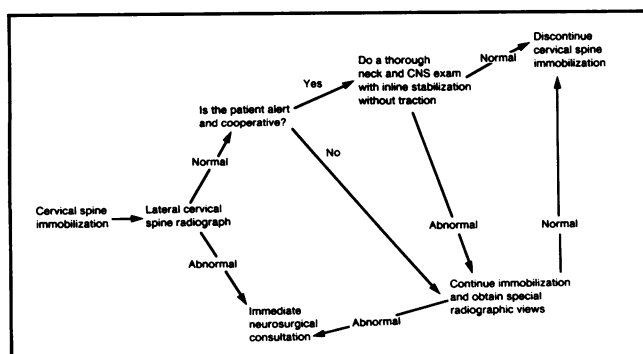 Cervical spine
immobilization
Lateral cervical
spine radiograph
Normal
Abnormal
Is the patient alert
and cooperative?
Yes
No
Do a thorough
neck and CNS exam
with inline stabilization
without traction
Normal
Abnormal
Discontinue
cervical spine
immobilization
Normal
Continue immobilization
and obtain special
radiographic views
Abnormal
Immediate
neurosurgical
consultation